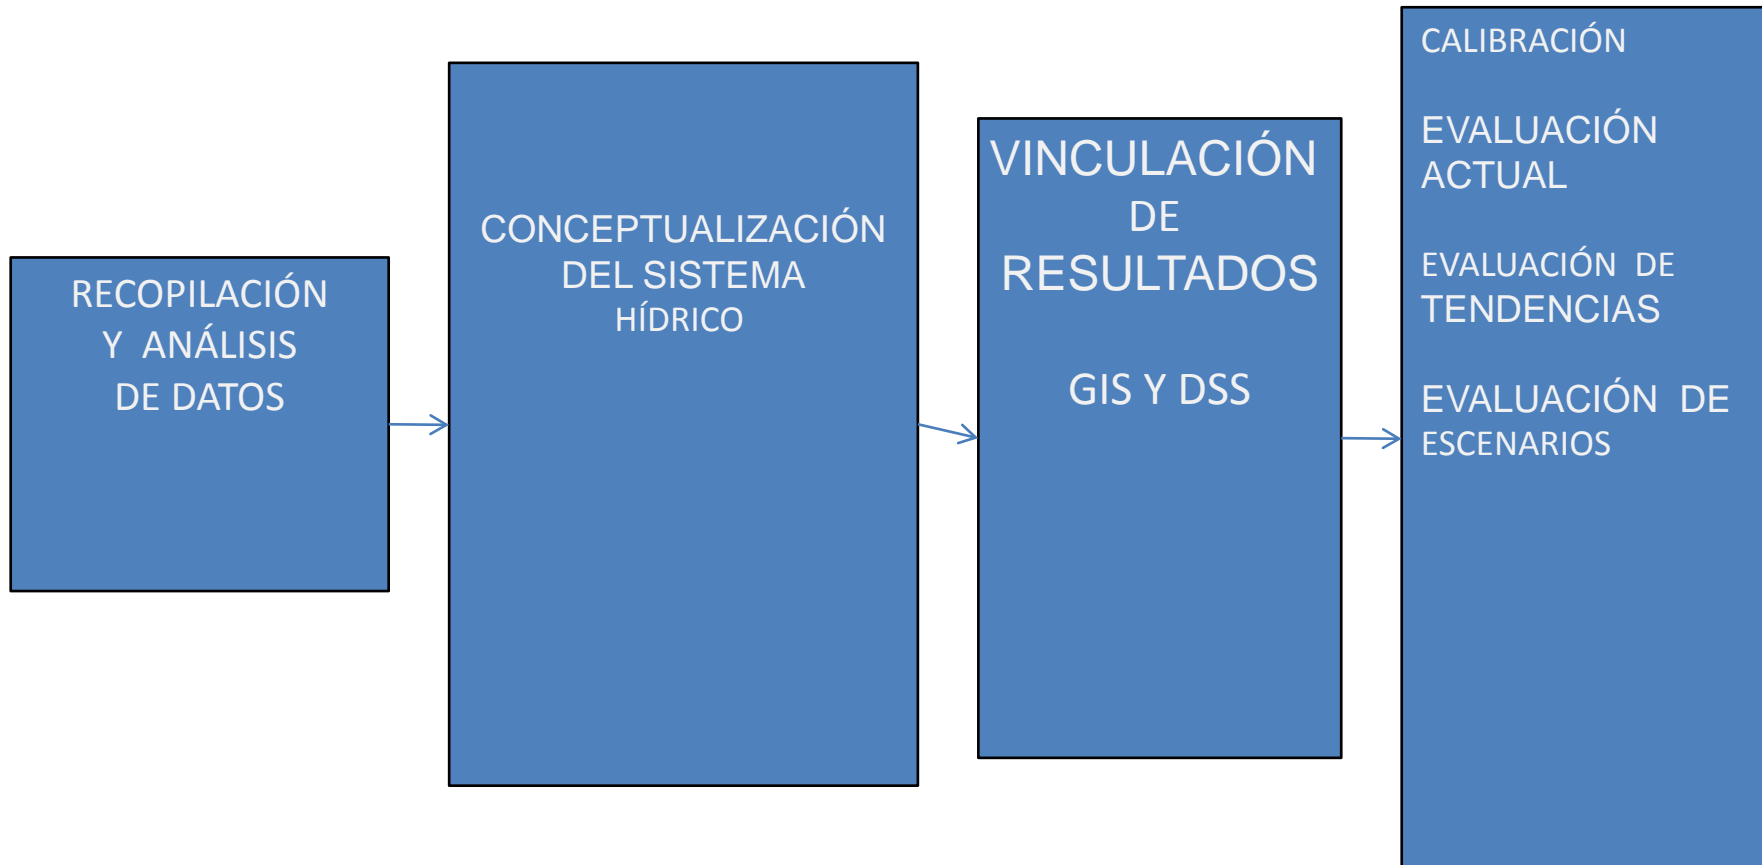 RECOPILACIÓN
Y ANÁLISIS
DE DATOS
CONCEPTUALIZACIÓN
DEL SISTEMA
HÍDRICO
VINCULACIÓN
DE
RESULTADOS
GIS Y DSS
CALIBRACIÓN
EVALUACIÓN
ACTUAL
EVALUACIÓN DE
TENDENCIAS
EVALUACIÓN DE
ESCENARIOS